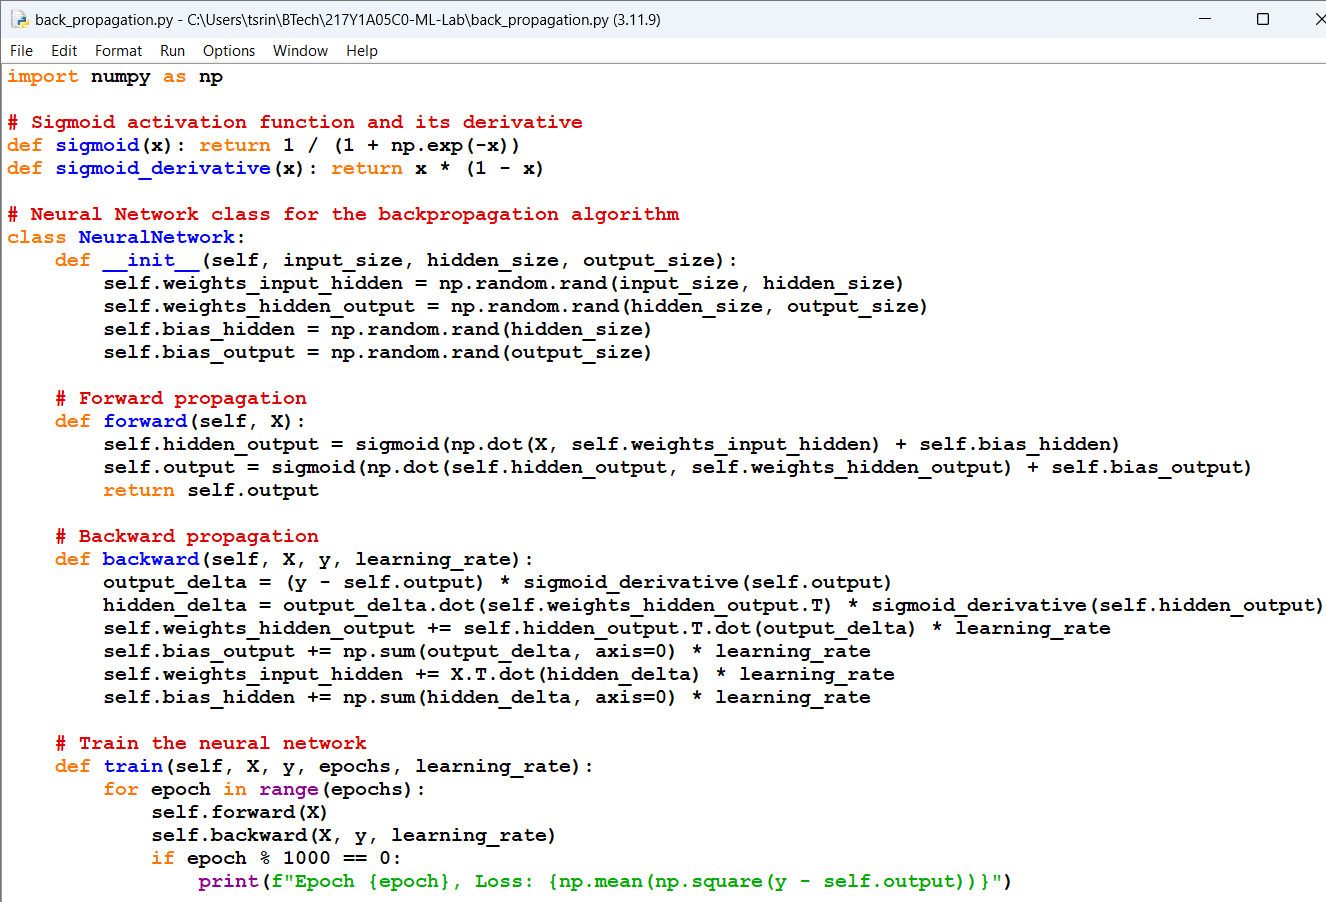 back_propagation.py - C:\Users\tsrin\BTech\217Y1A05C0-ML-Lab\back_propagation.py (3.11.9)
File Edit Format Run Options Window Help
import numpy as np

# Sigmoid activation function and its derivative
def sigmoid(x): return 1 / (1 + np.exp(-x))
def sigmoid_derivative(x): return x * (1 - x)

# Neural Network class for the backpropagation algorithm
class NeuralNetwork:
    def __init__(self, input_size, hidden_size, output_size):
        self.weights_input_hidden = np.random.rand(input_size, hidden_size)
        self.weights_hidden_output = np.random.rand(hidden_size, output_size)
        self.bias_hidden = np.random.rand(hidden_size)
        self.bias_output = np.random.rand(output_size)

    # Forward propagation
    def forward(self, X):
        self.hidden_output = sigmoid(np.dot(X, self.weights_input_hidden) + self.bias_hidden)
        self.output = sigmoid(np.dot(self.hidden_output, self.weights_hidden_output) + self.bias_output)
        return self.output

    # Backward propagation
    def backward(self, X, y, learning_rate):
        output_delta = (y - self.output) * sigmoid_derivative(self.output)
        hidden_delta = output_delta.dot(self.weights_hidden_output.T) * sigmoid_derivative(self.hidden_output)
        self.weights_hidden_output += self.hidden_output.T.dot(output_delta) * learning_rate
        self.bias_output += np.sum(output_delta, axis=0) * learning_rate
        self.weights_input_hidden += X.T.dot(hidden_delta) * learning_rate
        self.bias_hidden += np.sum(hidden_delta, axis=0) * learning_rate

    # Train the neural network
    def train(self, X, y, epochs, learning_rate):
        for epoch in range(epochs):
            self.forward(X)
            self.backward(X, y, learning_rate)
            if epoch % 1000 == 0:
                print(f"Epoch {epoch}, Loss: {np.mean(np.square(y - self.output))}")